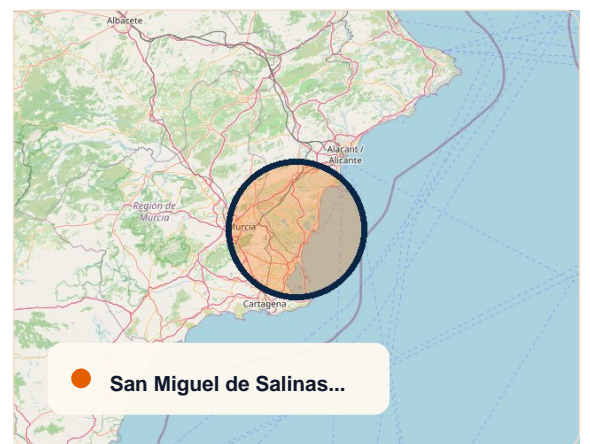 Albacete
Alacant /
Alicante
Región de
Murcia
Murcia
Cartagena
San Miguel de Salinas...